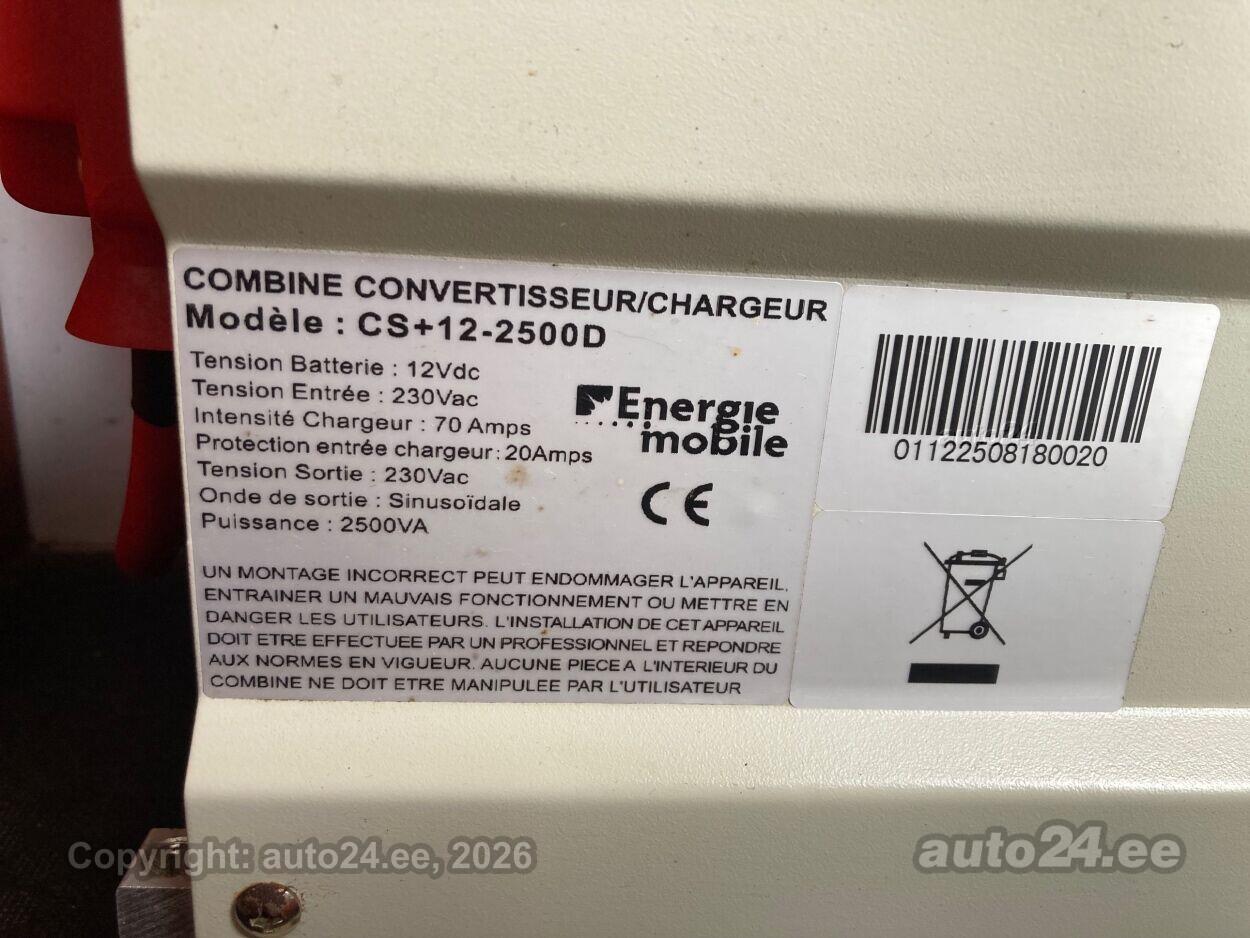 COMBINE CONVERTISSEUR/CHARGEUR
Modèle : CS+12-2500D
Tension Batterie : 12Vdc
Tension Entrée : 230Vac
Intensité Chargeur : 70 Amps
Protection entrée chargeur : 20Amps
Tension Sortie : 230Vac
Onde de sortie : Sinusoïdale
Puissance : 2500VA
Energie
mobile
CE
UN MONTAGE INCORRECT PEUT ENDOMMAGER L'APPAREIL,
ENTRAINER UN MAUVAIS FONCTIONNEMENT OU METTRE EN
DANGER LES UTILISATEURS. L'INSTALLATION DE CET APPAREIL
DOIT ETRE EFFECTUEE PAR UN PROFESSIONNEL ET REPONDRE
AUX NORMES EN VIGUEUR. AUCUNE PIECE A L'INTERIEUR DU
COMBINE NE DOIT ETRE MANIPULEE PAR L'UTILISATEUR
01122508180020
Copyright: auto24.ee, 2026
auto24.ee